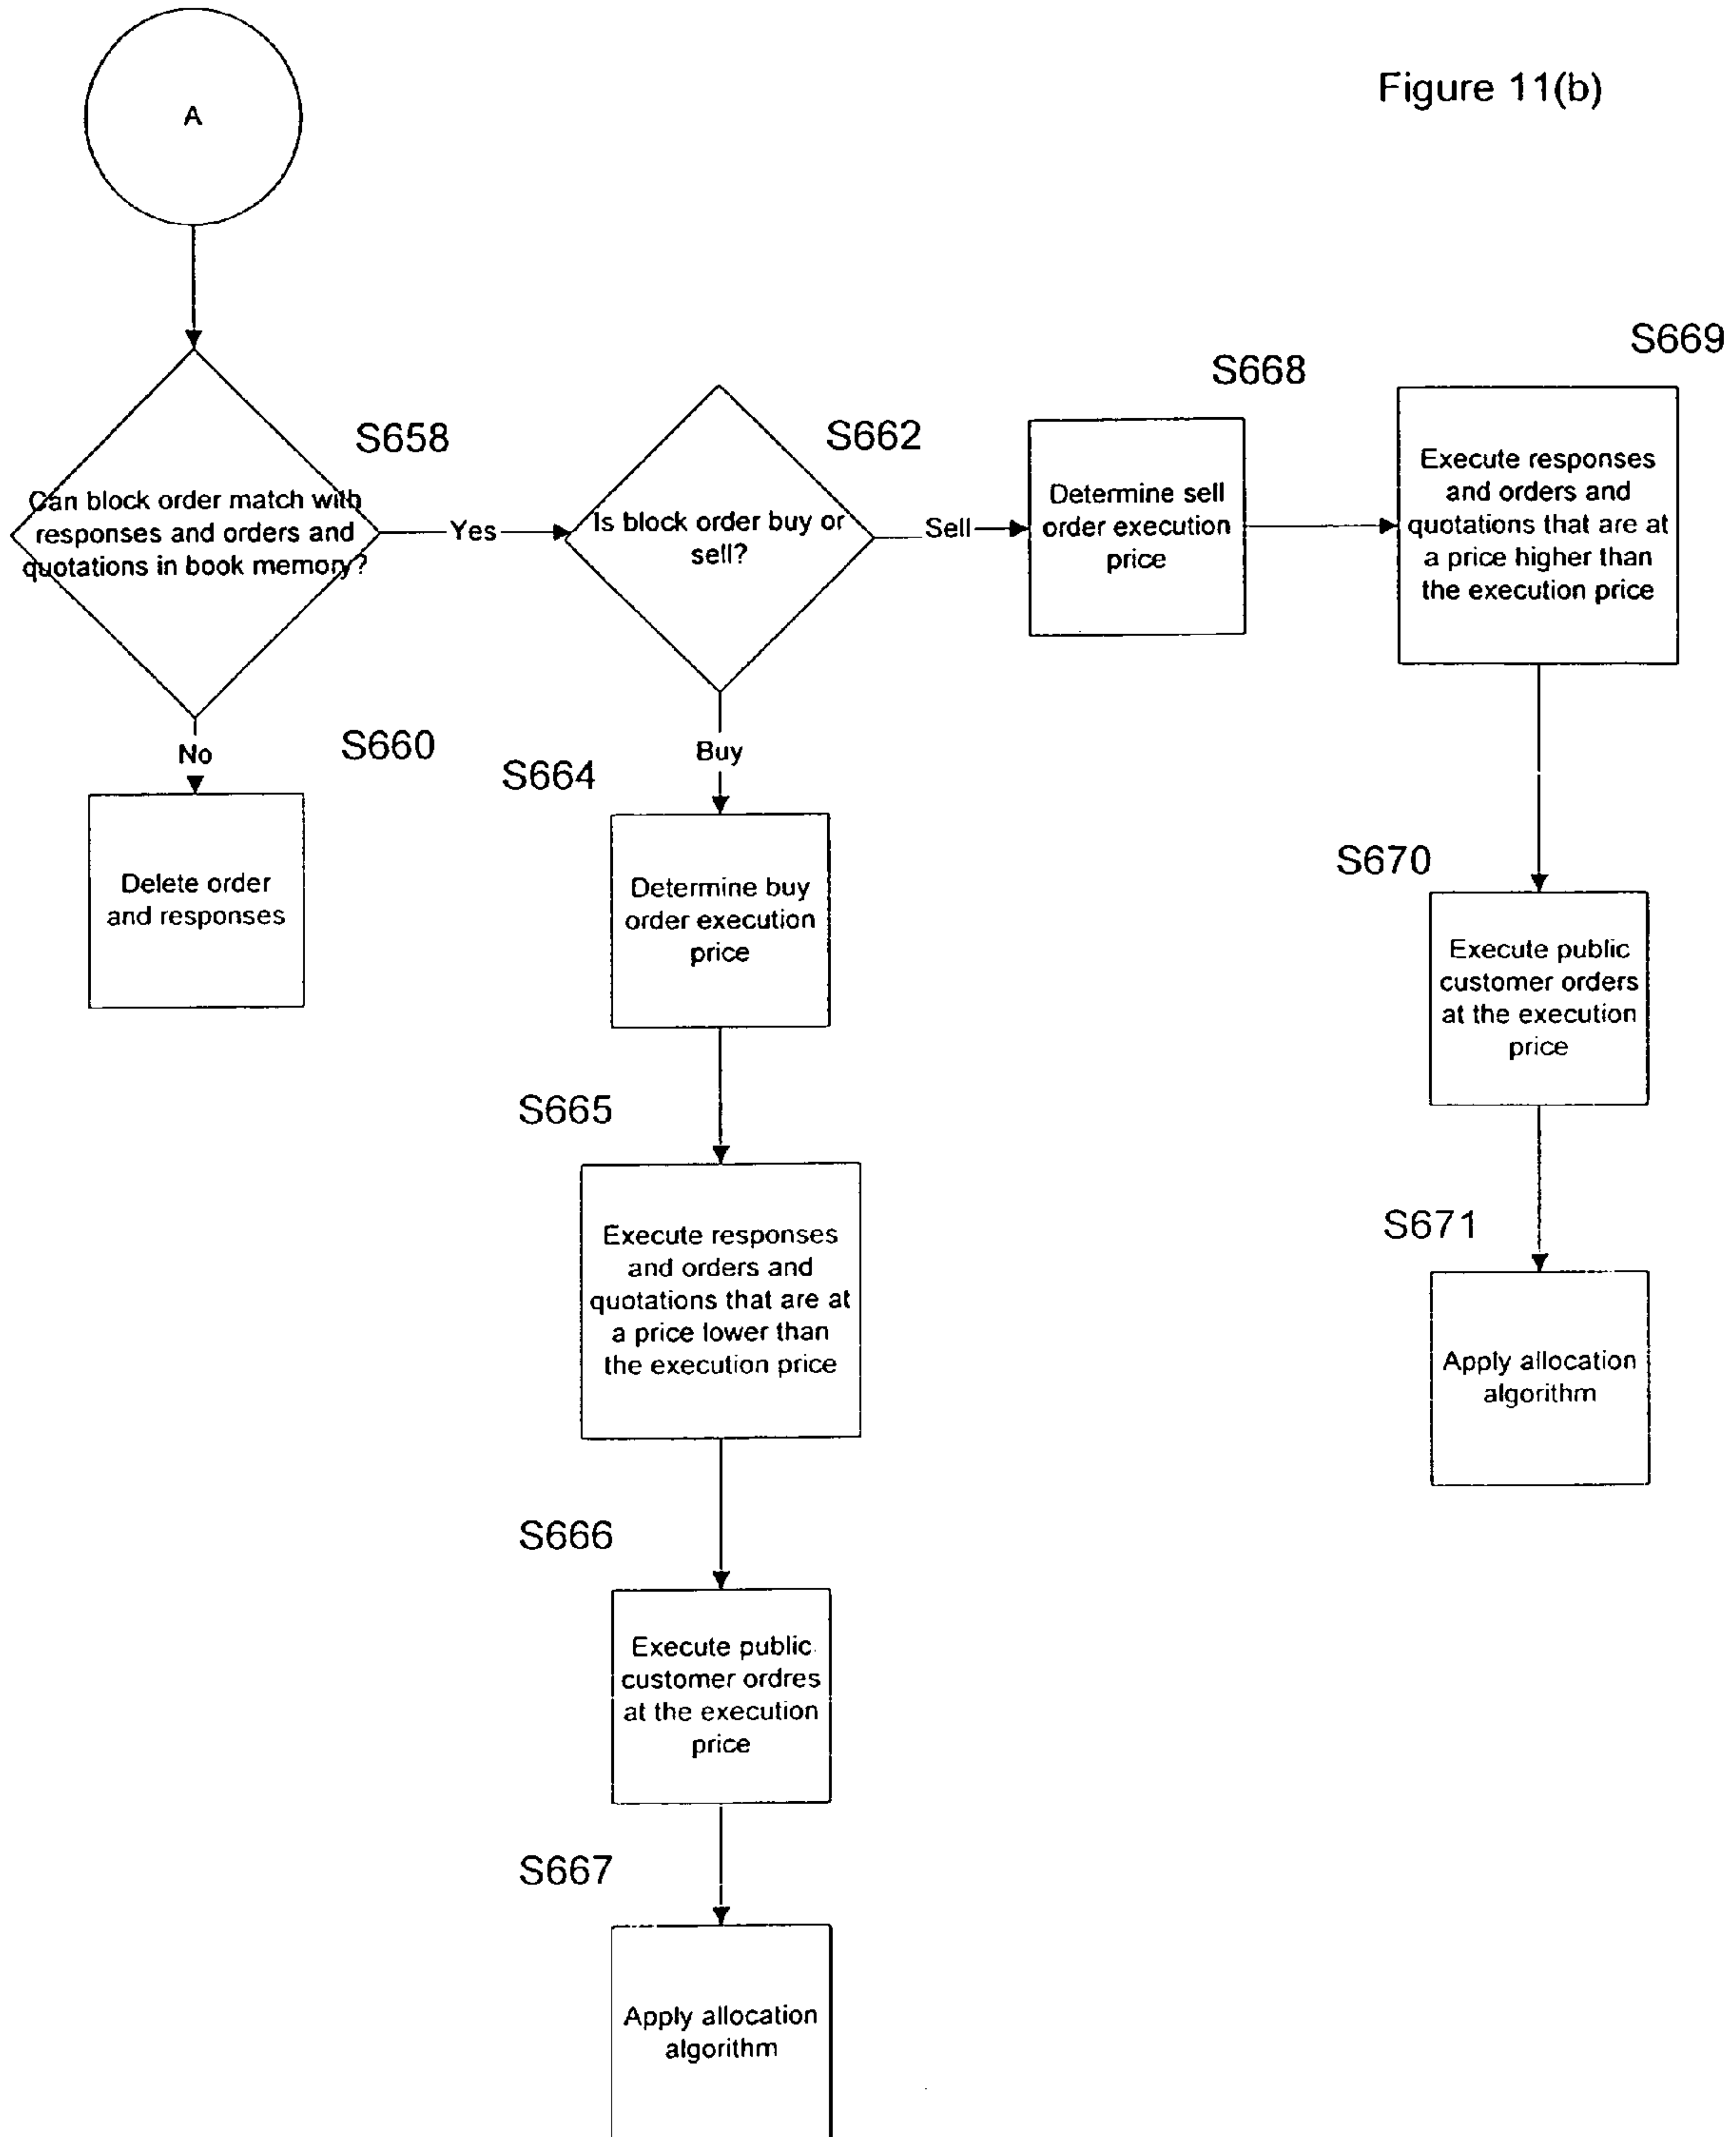 Figure 11(b)
A
S658
Can block order match with
responses and orders and
quotations in book memory?
Yes
No
S660
Delete order
and responses
S662
Is block order buy or
sell?
Sell
Buy
S664
Determine buy
order execution
price
S665
Execute responses
and orders and
quotations that are at
a price lower than
the execution price
S666
Execute public
customer ordres
at the execution
price
S667
Apply allocation
algorithm
S668
Determine sell
order execution
price
S669
Execute responses
and orders and
quotations that are at
a price higher than
the execution price
S670
Execute public
customer orders
at the execution
price
S671
Apply allocation
algorithm